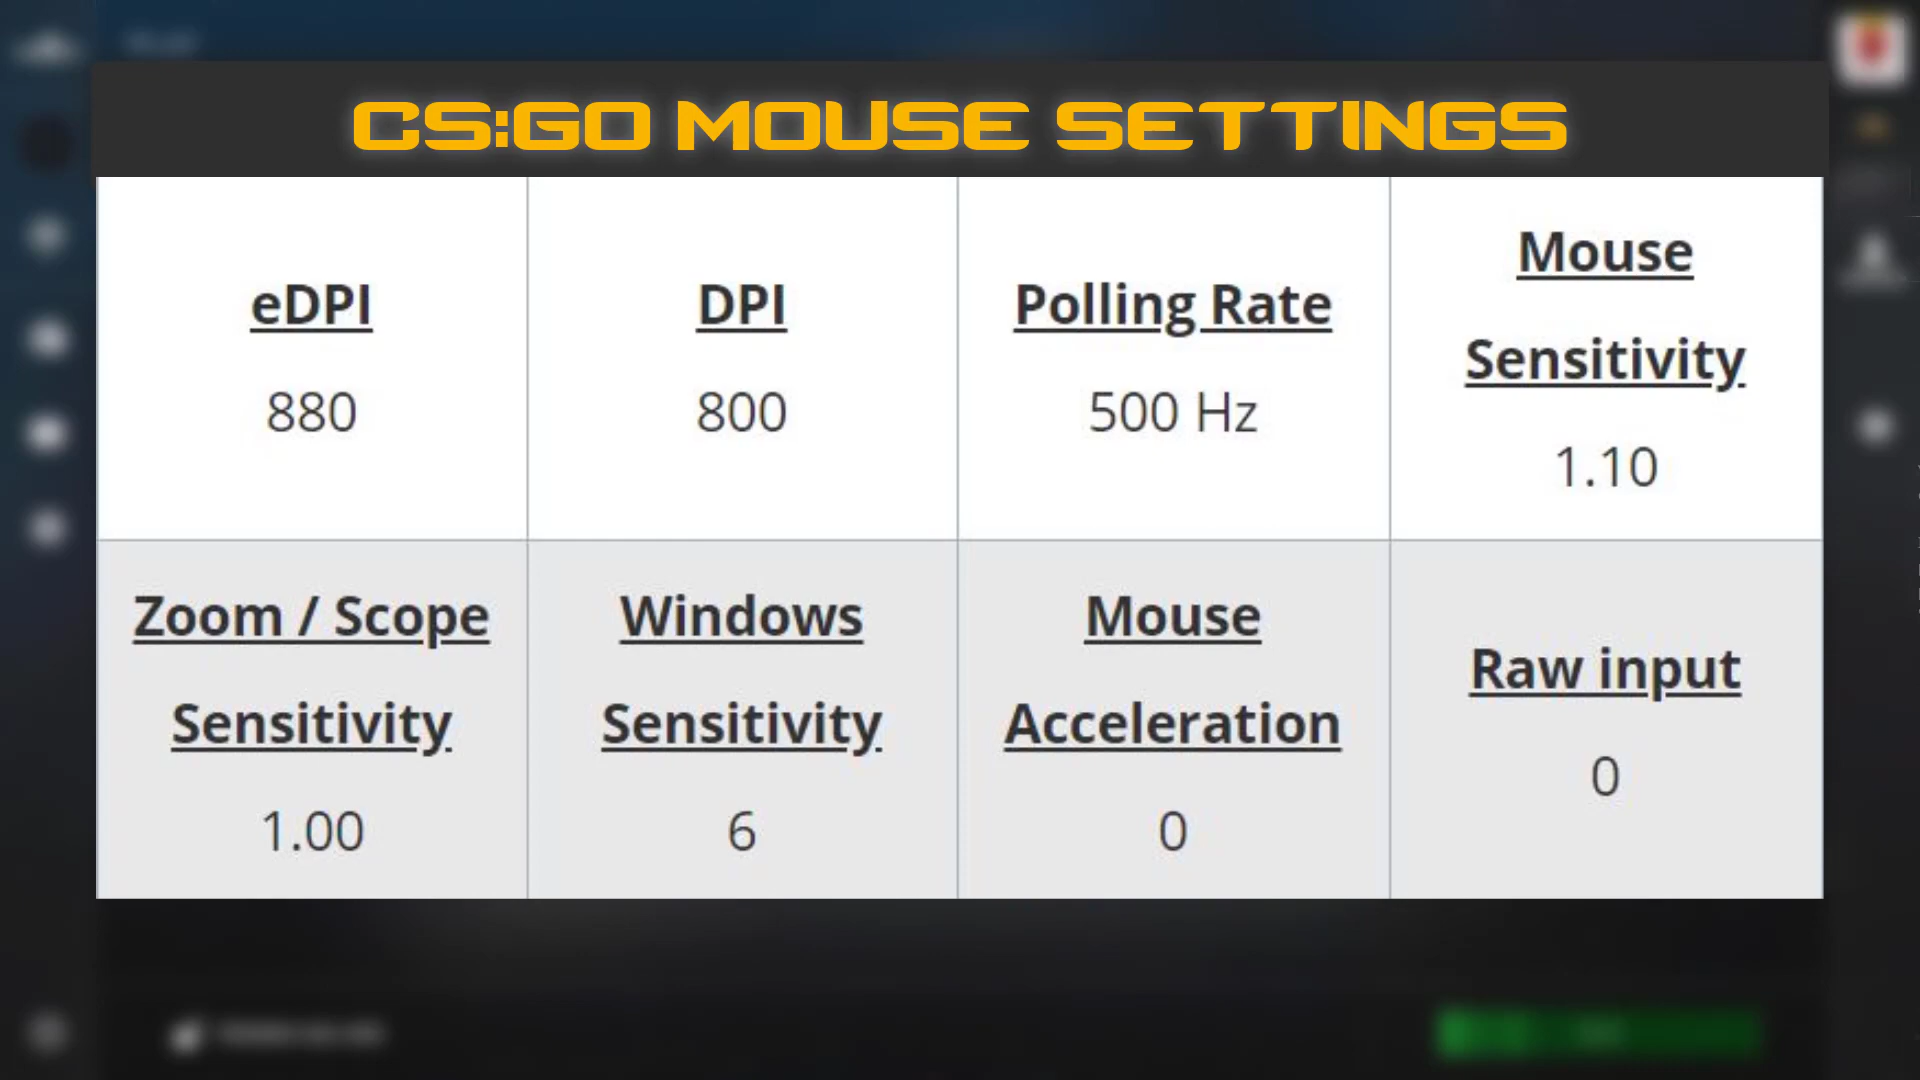 CS:GO MOUSE SETTINGS
eDPI
880
DPI
800
Polling Rate
500 Hz
Mouse
Sensitivity
1.10
Zoom / Scope
Sensitivity
1.00
Windows
Sensitivity
6
Mouse
Acceleration
0
Raw input
0